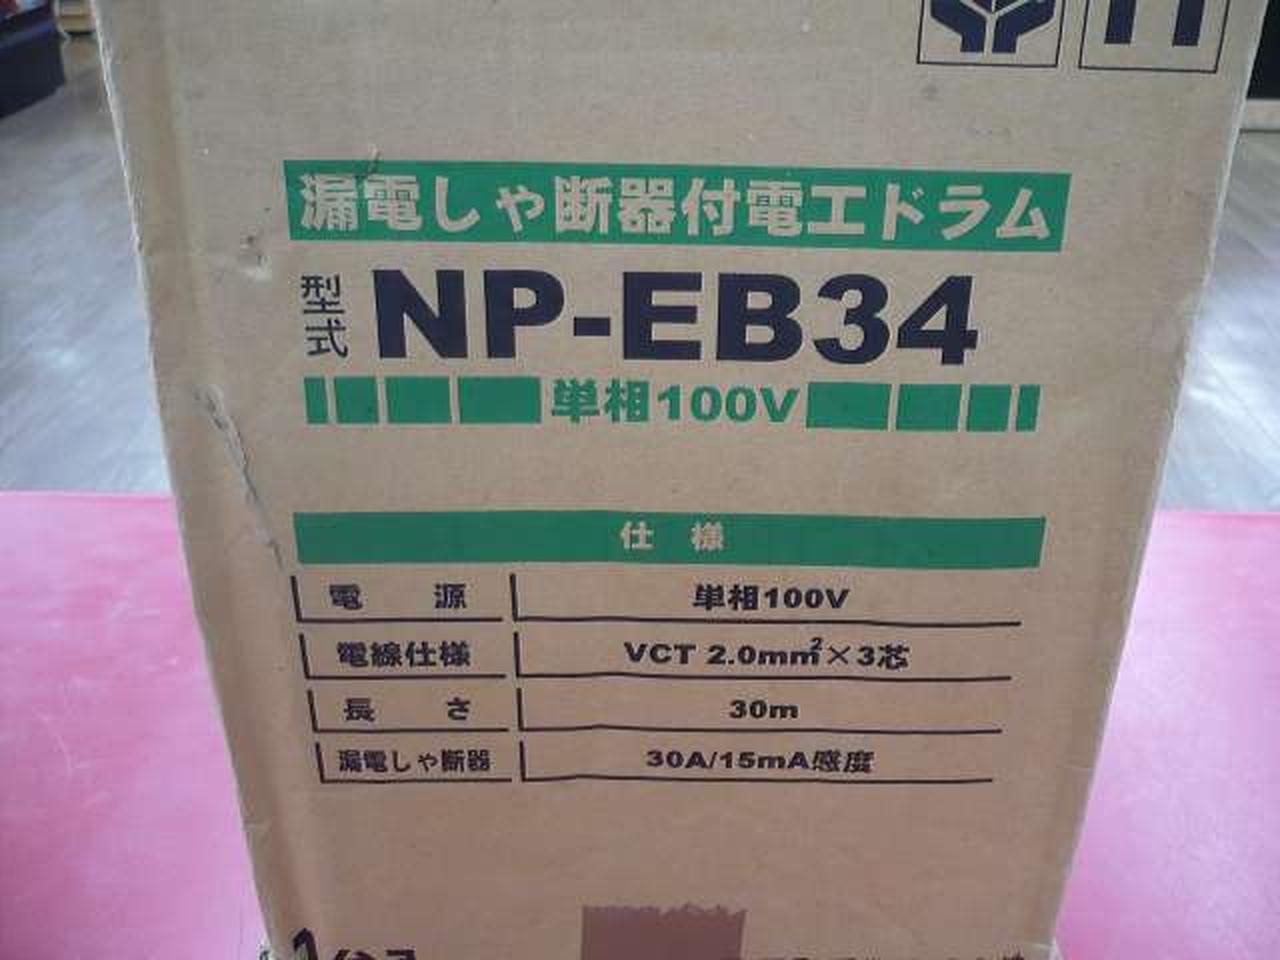 漏電しゃ断器付電工ドラム
型式 NP-EB34
単相100V
仕 様
電 源 単相100V
電線仕様 VCT 2.0mm²×3芯
長 さ 30m
漏電しゃ断器 30A/15mA感度